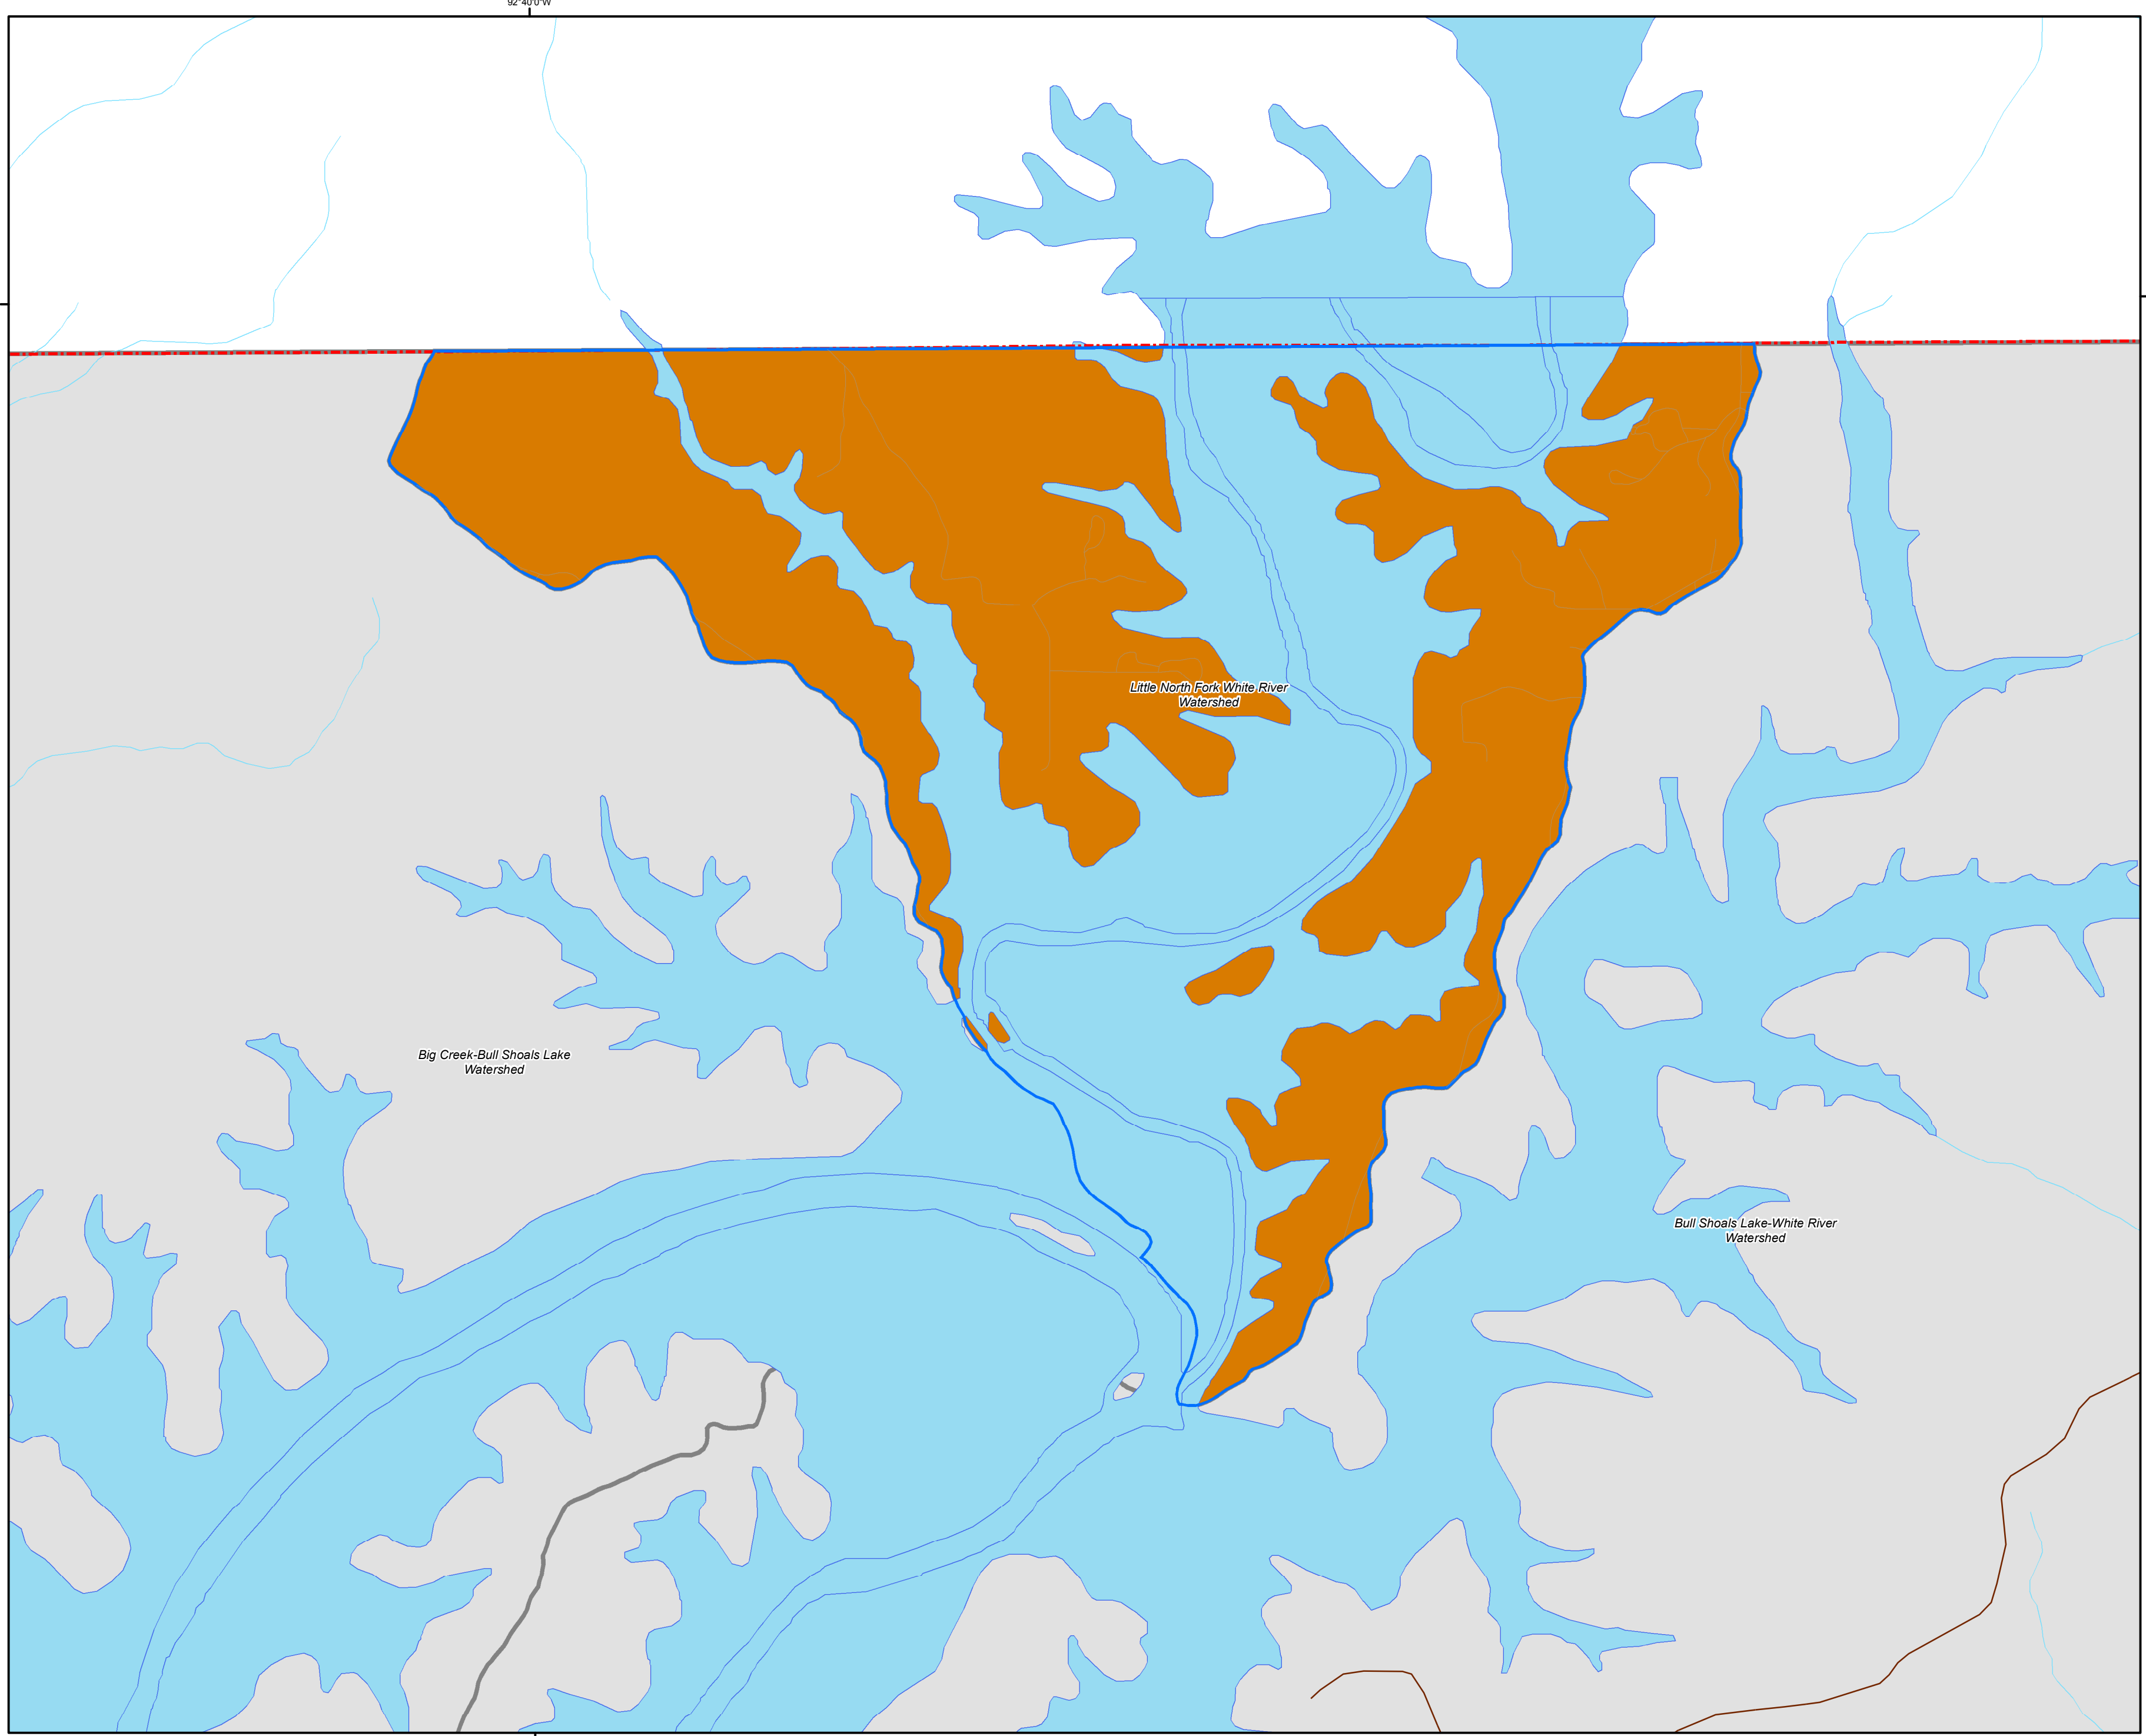 92°40'0"W
Little North Fork White River
Watershed
Big Creek-Bull Shoals Lake
Watershed
Bull Shoals Lake-White River
Watershed